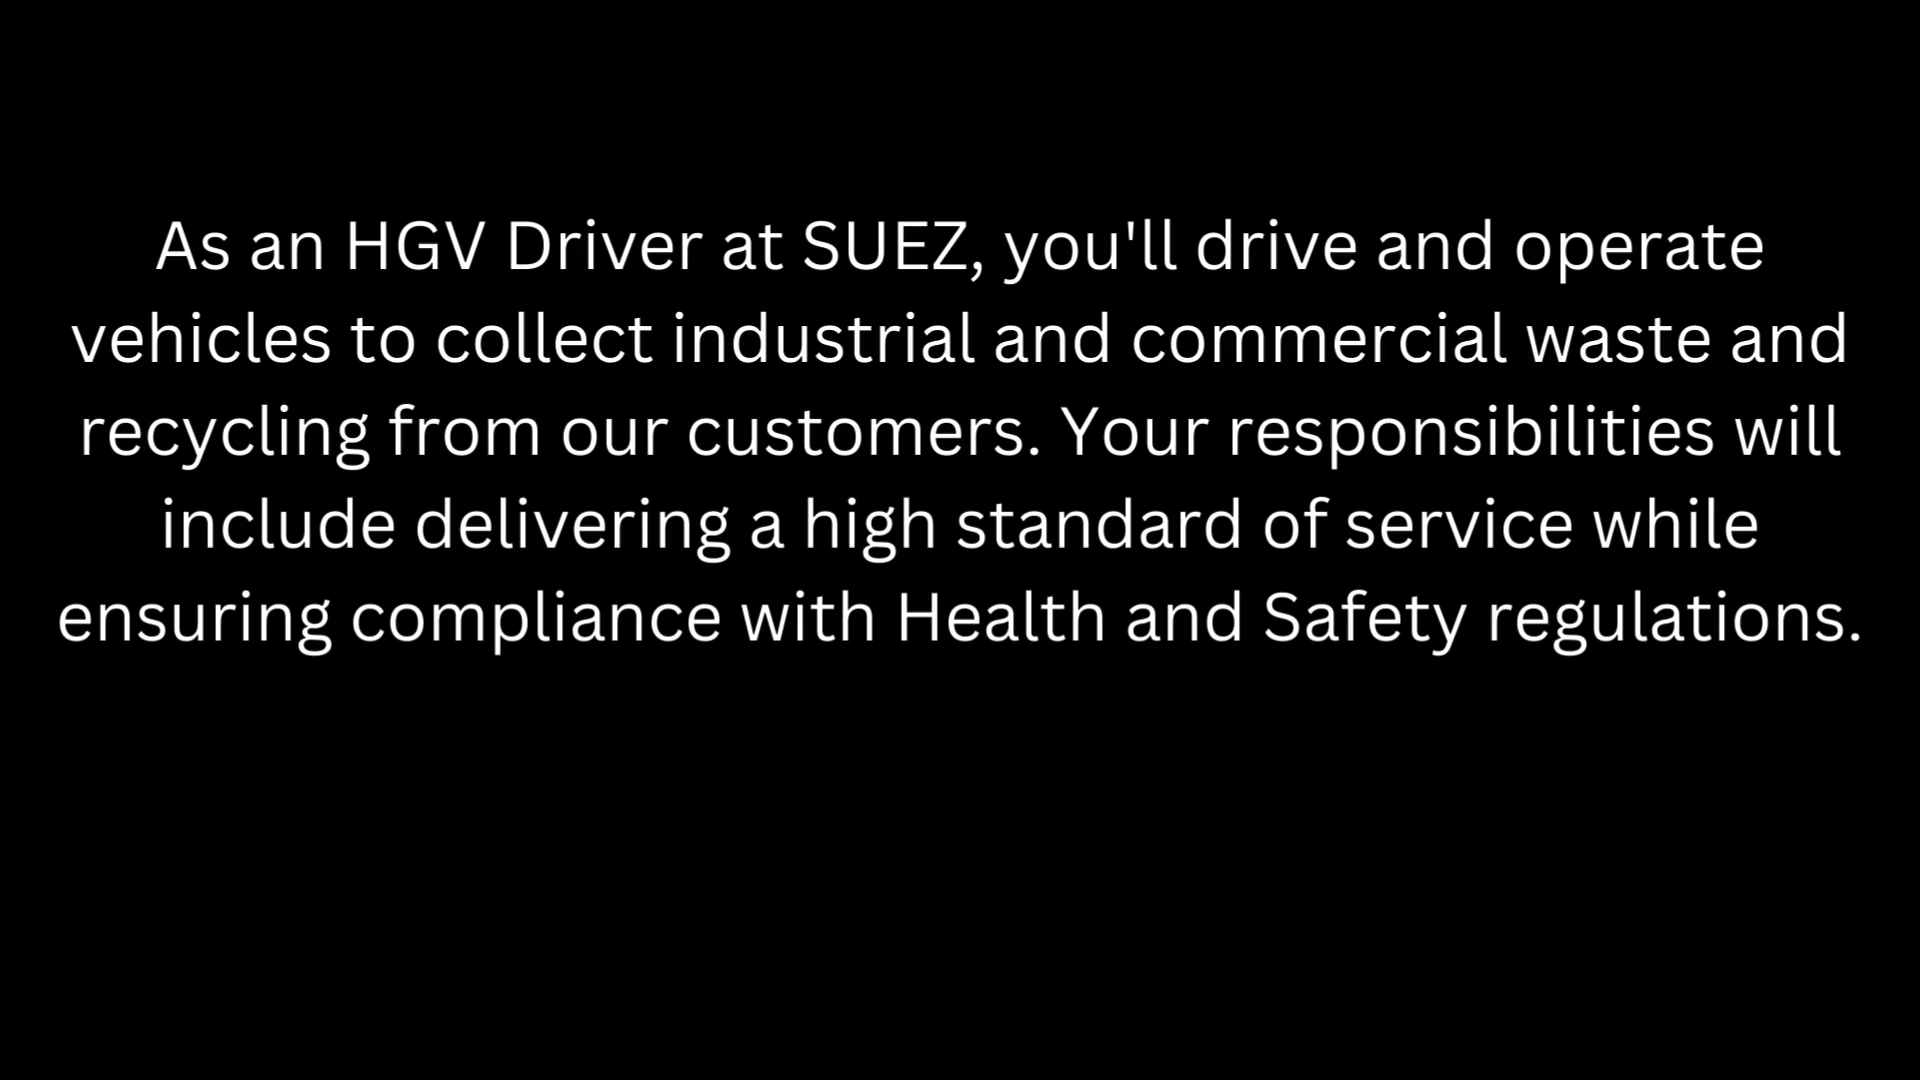 As an HGV Driver at SUEZ, you'll drive and operate
vehicles to collect industrial and commercial waste and
recycling from our customers. Your responsibilities will
include delivering a high standard of service while
ensuring compliance with Health and Safety regulations.